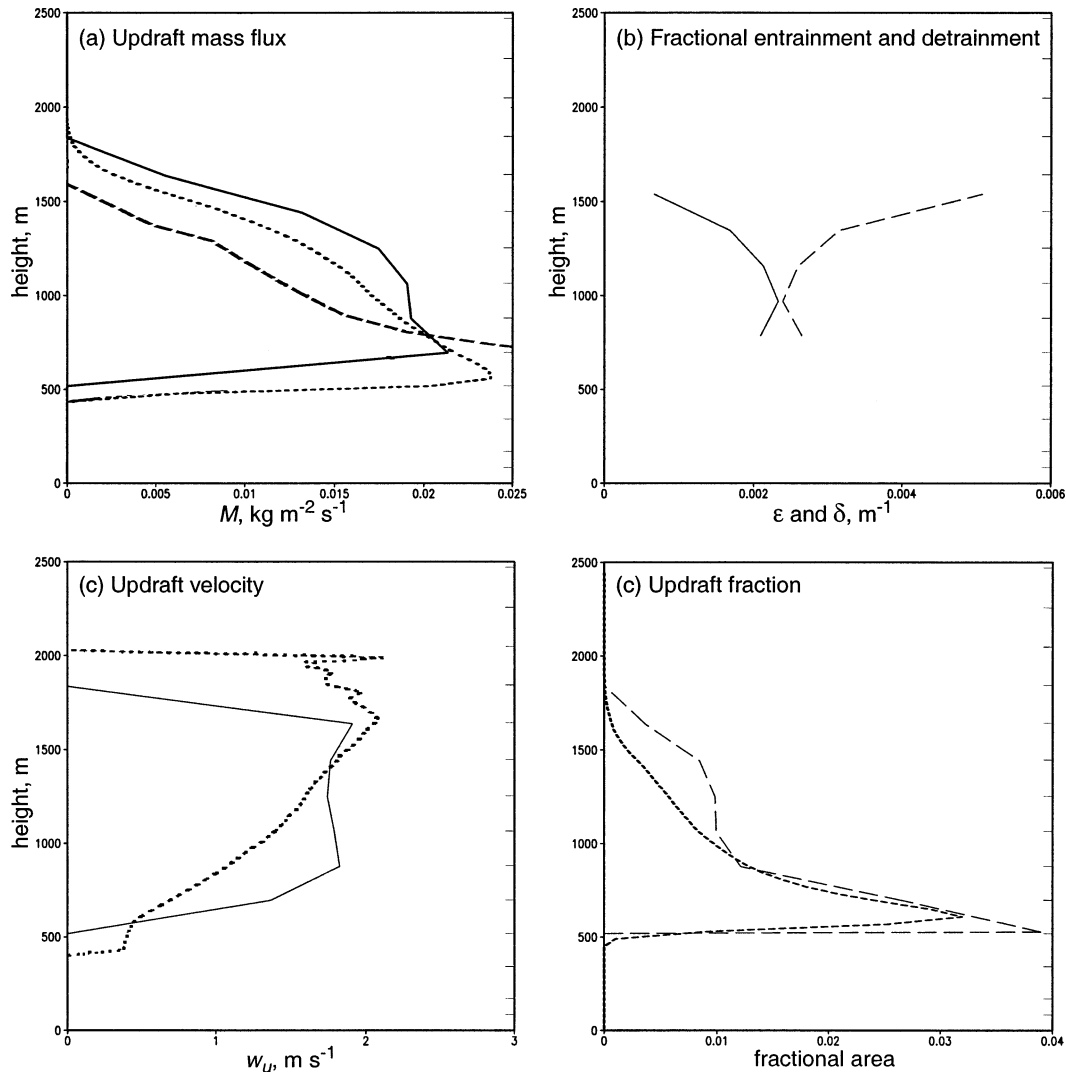 (a) Updraft mass flux
2500
2000
1500
1000
500
0
height, m
0 0.005 0.01 0.015 0.02 0.025
M, kg m-2 s-1
(b) Fractional entrainment and detrainment
2500
2000
1500
1000
500
0
height, m
0 0.002 0.004 0.006
ε and δ, m-1
(c) Updraft velocity
2500
2000
1500
1000
500
0
height, m
0 1 2 3
wu, m s-1
(c) Updraft fraction
2500
2000
1500
1000
500
0
0 0.01 0.02 0.03 0.04
fractional area